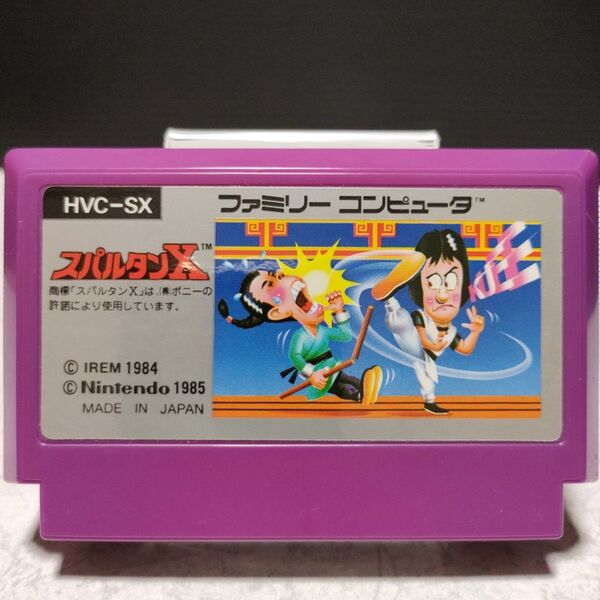 HVC-SX
ファミリー コンピュータ™
スパルタンX™
商標「スパルタンX」は、(株)ポニーの
許諾により使用しています。
© IREM 1984
© Nintendo 1985
MADE IN JAPAN